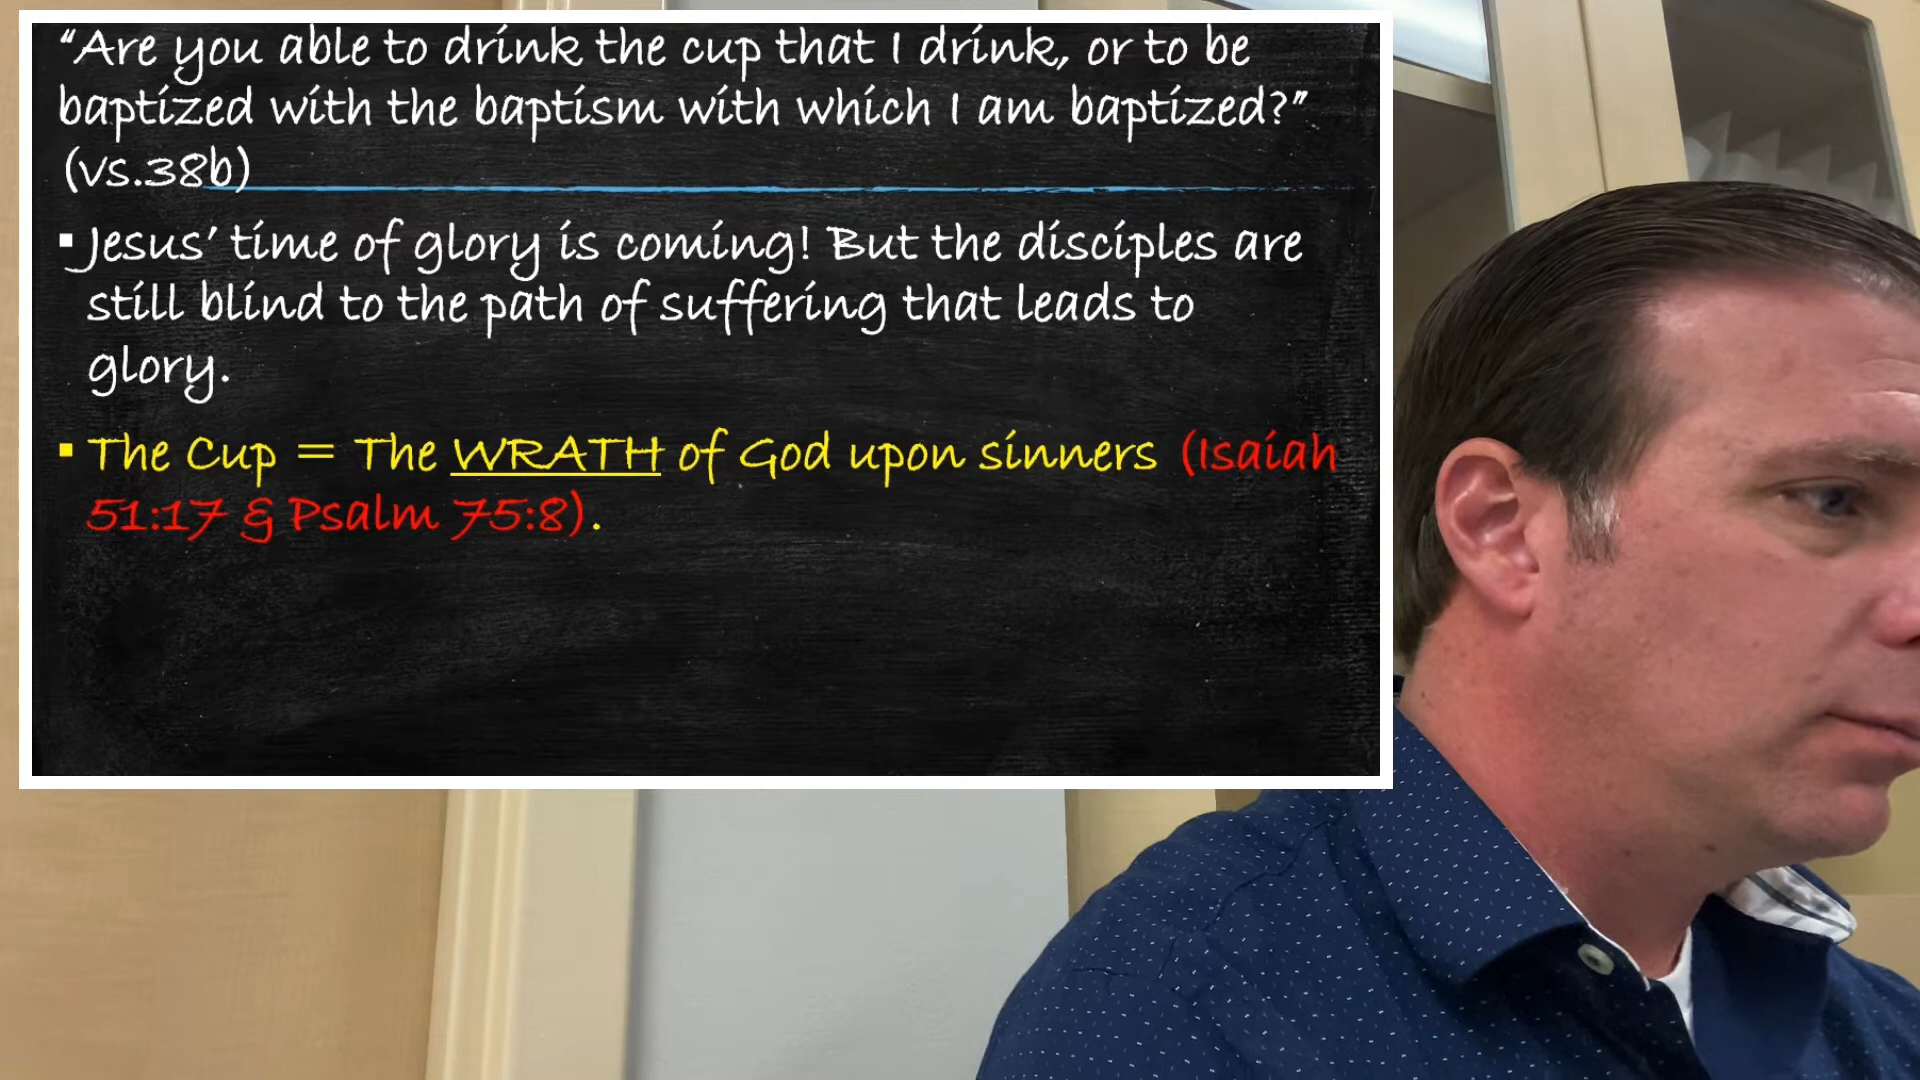 “Are you able to drink the cup that I drink, or to be
baptized with the baptism with which I am baptized?”
(vs.38b)
▪ Jesus’ time of glory is coming! But the disciples are
still blind to the path of suffering that leads to
glory.
▪ The Cup = The WRATH of God upon sinners (Isaiah
51:17 & Psalm 75:8).